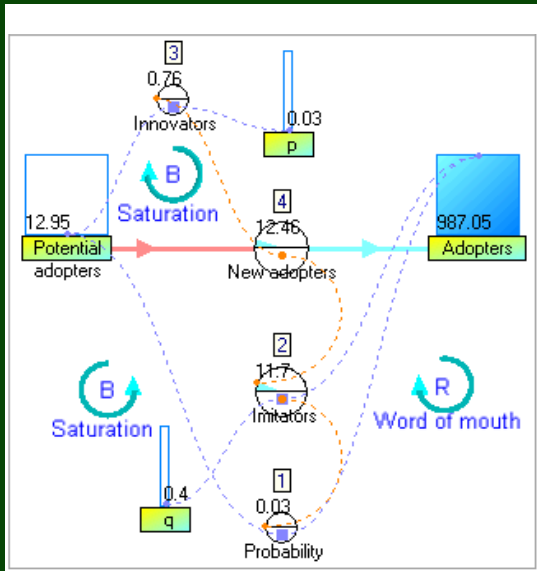 3
0.76
Innovators
0.03
p
B
Saturation
4
12.95
12.46
987.05
Potential
adopters
New adopters
Adopters
2
11.7
Imitators
B
Saturation
R
Word of mouth
0.4
q
1
0.03
Probability